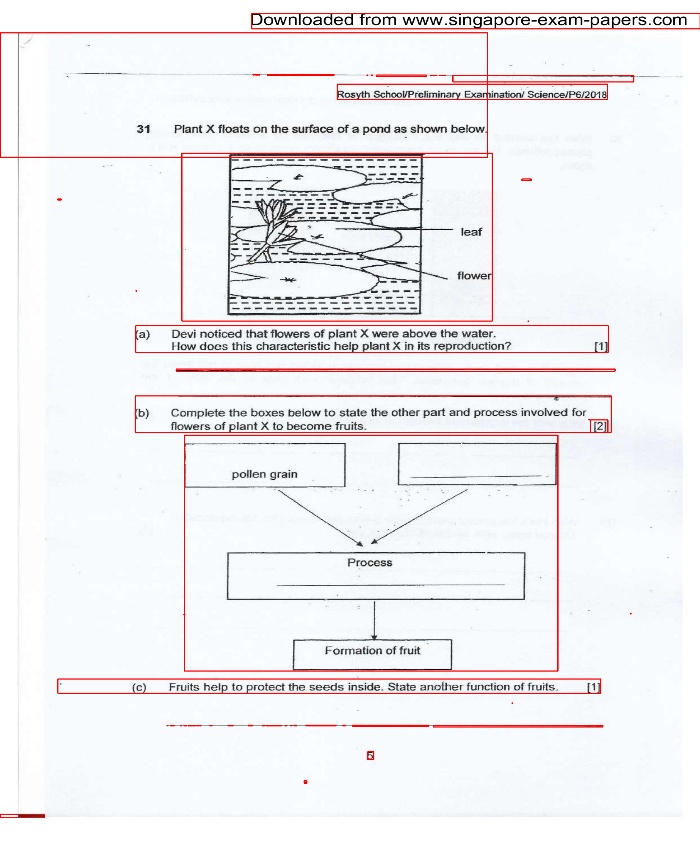 Downloaded from www.singapore-exam-papers.com
Rosyth School/Preliminary Examination/ Science/P6/2018
31 Plant X floats on the surface of a pond as shown below.
leaf
flower
(a) Devi noticed that flowers of plant X were above the water.
How does this characteristic help plant X in its reproduction? [1]
(b) Complete the boxes below to state the other part and process involved for
flowers of plant X to become fruits. [2]
pollen grain
Process
Formation of fruit
(c) Fruits help to protect the seeds inside. State another function of fruits. [1]